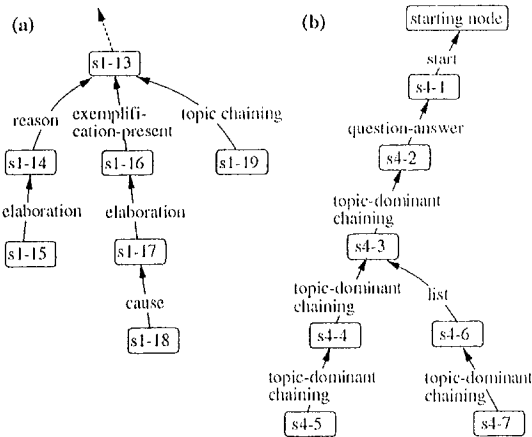 (a)
s1-13
reason
exemplifi-
cation-present
topic chaining
s1-14
s1-16
s1-19
elaboration
elaboration
s1-15
s1-17
cause
s1-18
(b)
starting node
start
s4-1
question-answer
s4-2
topic-dominant
chaining
s4-3
topic-dominant
chaining
list
s4-4
s4-6
topic-dominant
chaining
topic-dominant
chaining
s4-5
s4-7